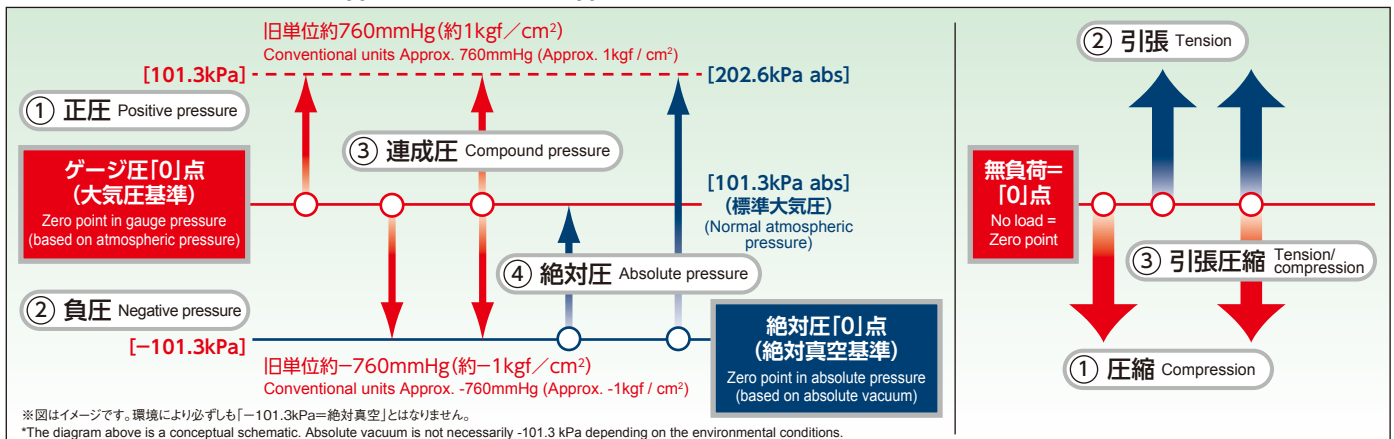 旧単位約760mmHg(約1kgf／cm²)
Conventional units Approx. 760mmHg (Approx. 1kgf / cm²)
[101.3kPa]
[202.6kPa abs]
① 正圧 Positive pressure
③ 連成圧 Compound pressure
ゲージ圧「0」点
(大気圧基準)
Zero point in gauge pressure
(based on atmospheric pressure)
[101.3kPa abs]
(標準大気圧)
(Normal atmospheric
pressure)
④ 絶対圧 Absolute pressure
② 負圧 Negative pressure
[−101.3kPa]
旧単位約−760mmHg(約−1kgf／cm²)
Conventional units Approx. -760mmHg (Approx. -1kgf / cm²)
絶対圧「0」点
(絶対真空基準)
Zero point in absolute pressure
(based on absolute vacuum)
※図はイメージです。環境により必ずしも「−101.3kPa=絶対真空」とはなりません。
*The diagram above is a conceptual schematic. Absolute vacuum is not necessarily -101.3 kPa depending on the environmental conditions.
② 引張 Tension
無負荷=
「0」点
No load =
Zero point
③ 引張圧縮 Tension/
compression
① 圧縮 Compression